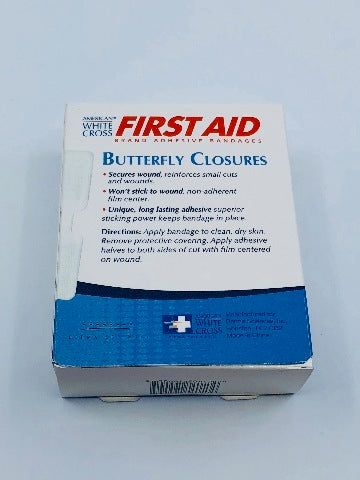 AMERICAN®
WHITE
CROSS
FIRST AID
BRAND ADHESIVE BANDAGES
BUTTERFLY CLOSURES
• Secures wound, reinforces small cuts
and wounds.
• Won't stick to wound, non-adherent
film center.
• Unique, long lasting adhesive superior
sticking power keeps bandage in place.
Directions: Apply bandage to clean, dry skin.
Remove protective covering. Apply adhesive
halves to both sides of cut with film centered
on wound.
AMERICAN
WHITE
CROSS